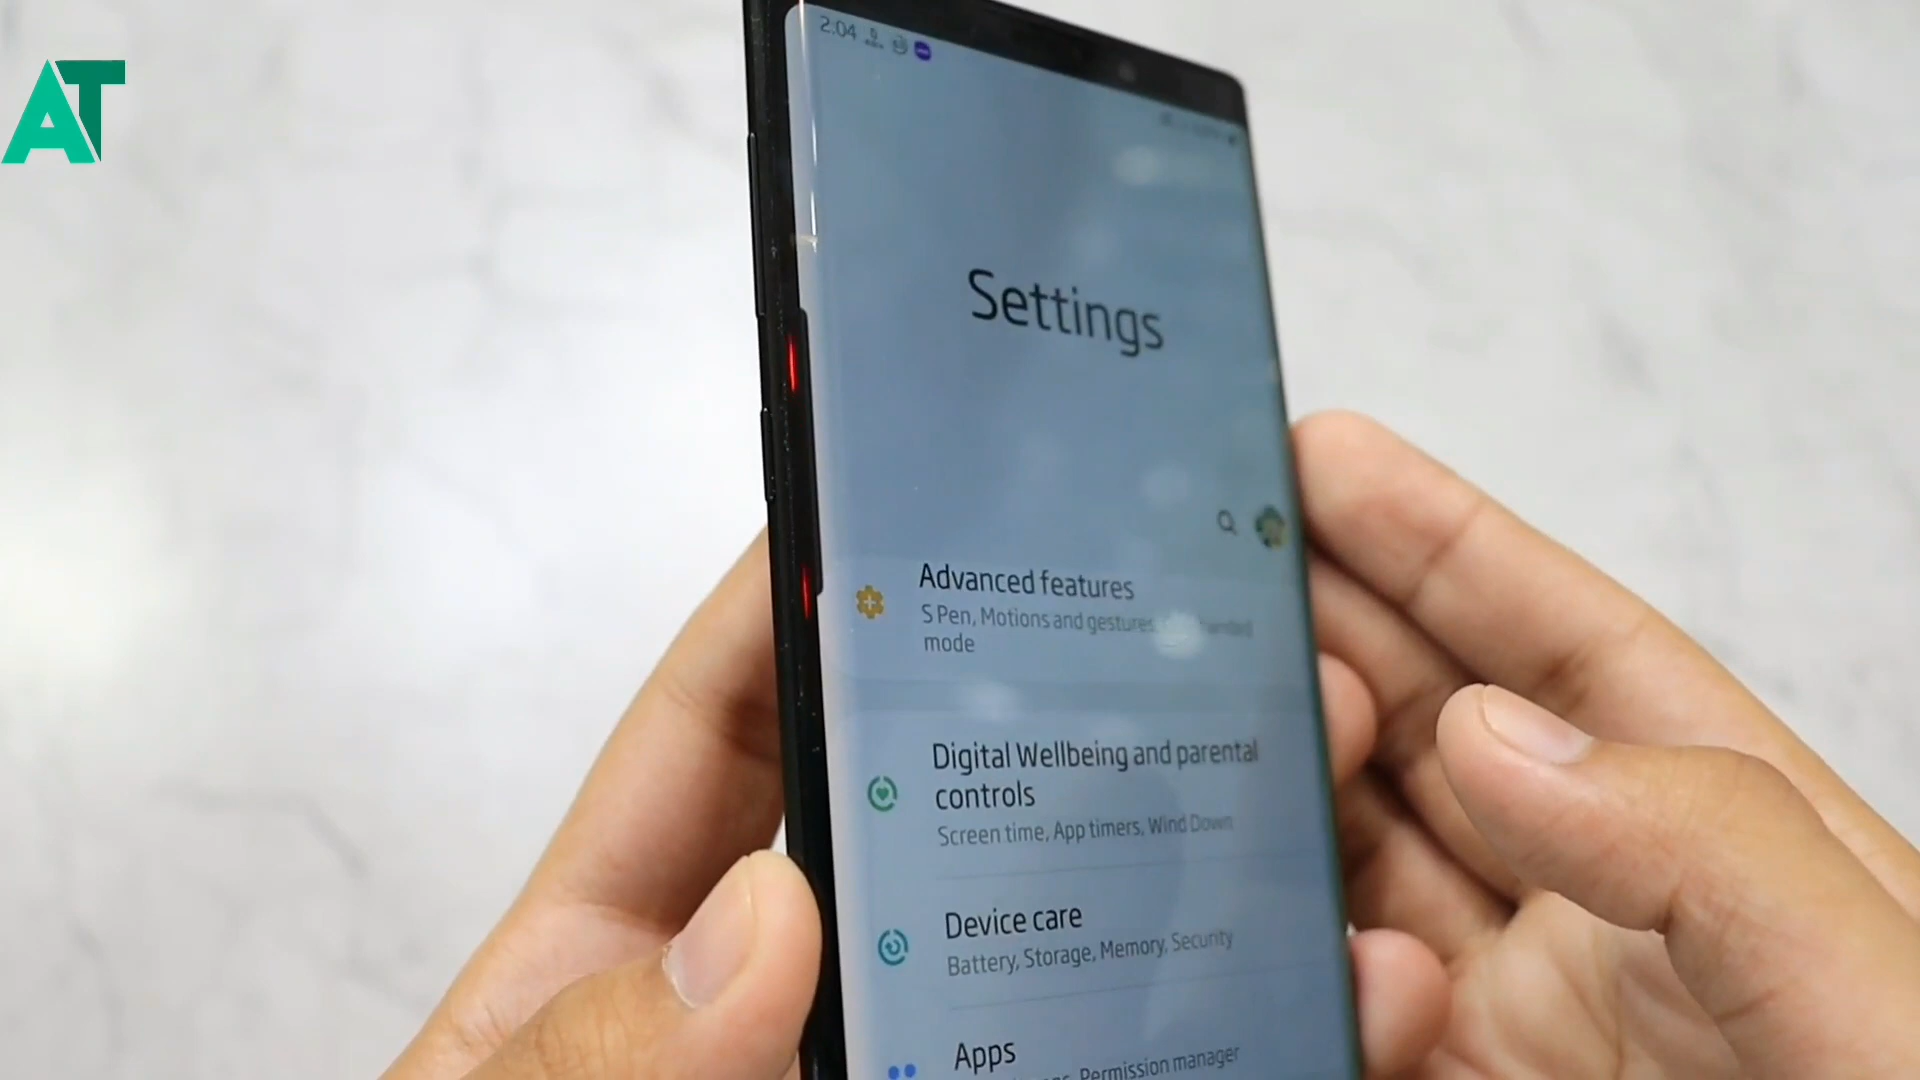 AT
2:04
Settings
Advanced features
S Pen, Motions and gestures,
mode
Digital Wellbeing and parental
controls
Screen time, App timers, Wind Down
Device care
Battery, Storage, Memory, Security
Apps
Permission manager